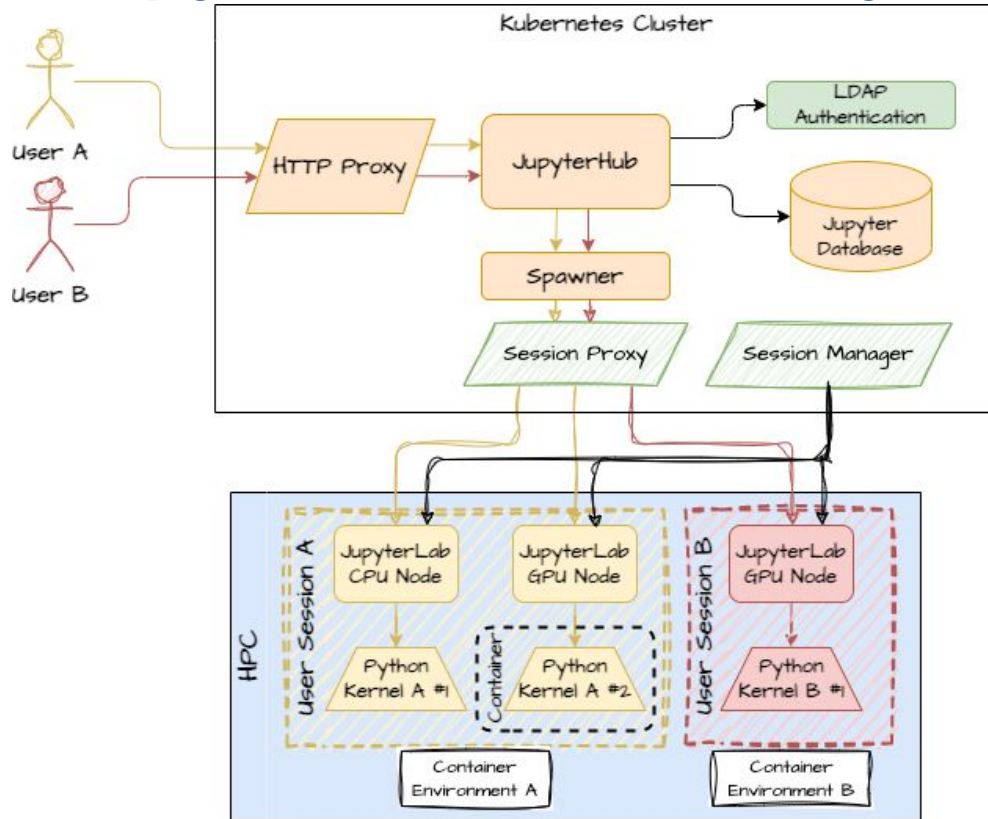 Kubernetes Cluster
User A
User B
HTTP Proxy
JupyterHub
LDAP
Authentication
Jupyter
Database
Spawner
Session Proxy
Session Manager
HPC
User Session A
JupyterLab
CPU Node
JupyterLab
GPU Node
Python
Kernel A #1
Container
Python
Kernel A #2
User Session B
JupyterLab
GPU Node
Python
Kernel B #1
Container
Environment A
Container
Environment B